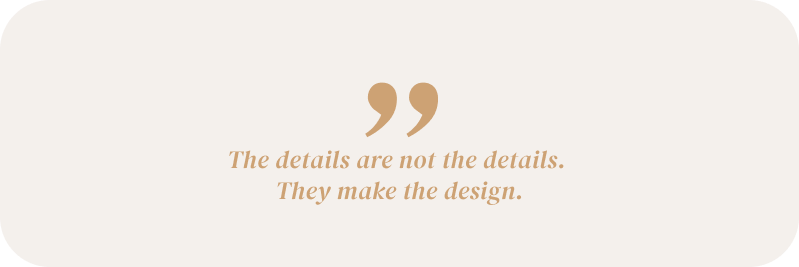 ”
The details are not the details.
They make the design.